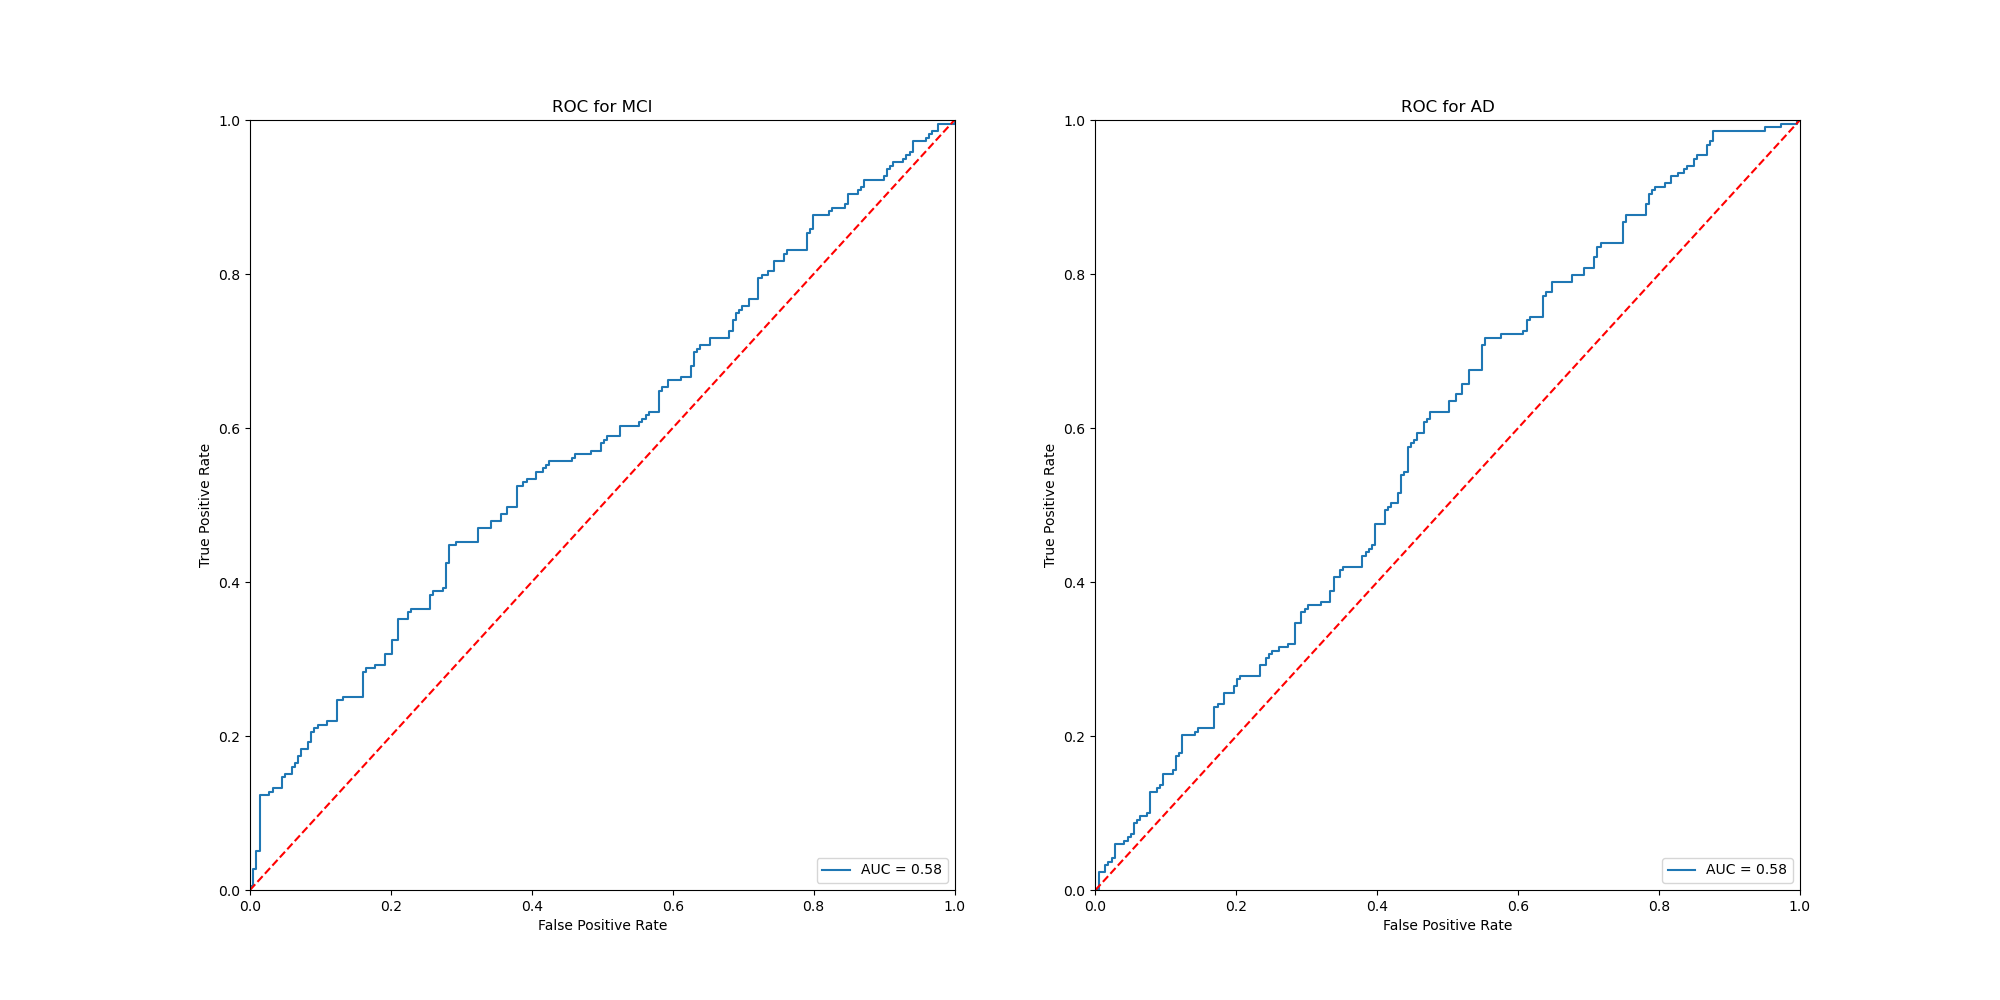 ROC for MCI
1.0
0.8
0.6
0.4
0.2
0.0
True Positive Rate
0.0 0.2 0.4 0.6 0.8 1.0
False Positive Rate
AUC = 0.58
ROC for AD
1.0
0.8
0.6
0.4
0.2
0.0
True Positive Rate
0.0 0.2 0.4 0.6 0.8 1.0
False Positive Rate
AUC = 0.58